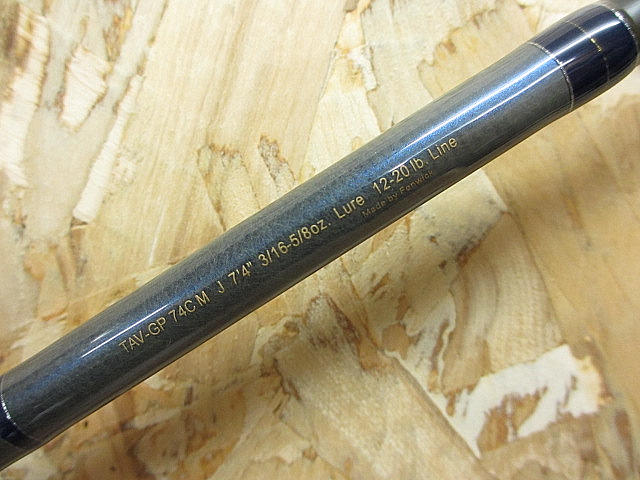 TAV-GP 74CM J 7'4" 3/16-5/8oz. Lure 12-20 lb. Line
Made by Fenwick